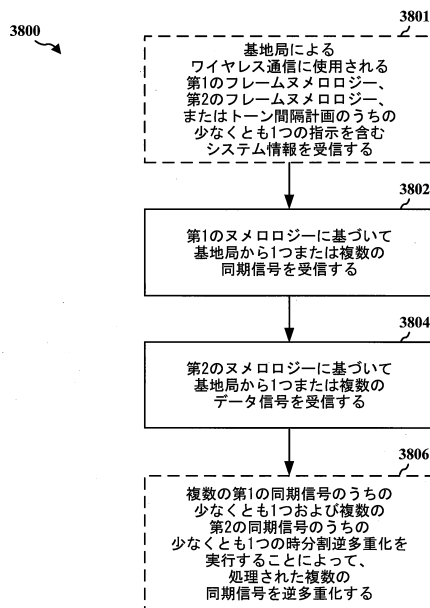 3800
3801
基地局による
ワイヤレス通信に使用される
第1のフレームヌメロロジー、
第2のフレームヌメロロジー、
またはトーン間隔計画のうちの
少なくとも1つの指示を含む
システム情報を受信する
3802
第1のヌメロロジーに基づいて
基地局から1つまたは複数の
同期信号を受信する
3804
第2のヌメロロジーに基づいて
基地局から1つまたは複数の
データ信号を受信する
3806
複数の第1の同期信号のうちの
少なくとも1つおよび複数の
第2の同期信号のうちの
少なくとも1つの時分割逆多重化を
実行することによって、
処理された複数の
同期信号を逆多重化する